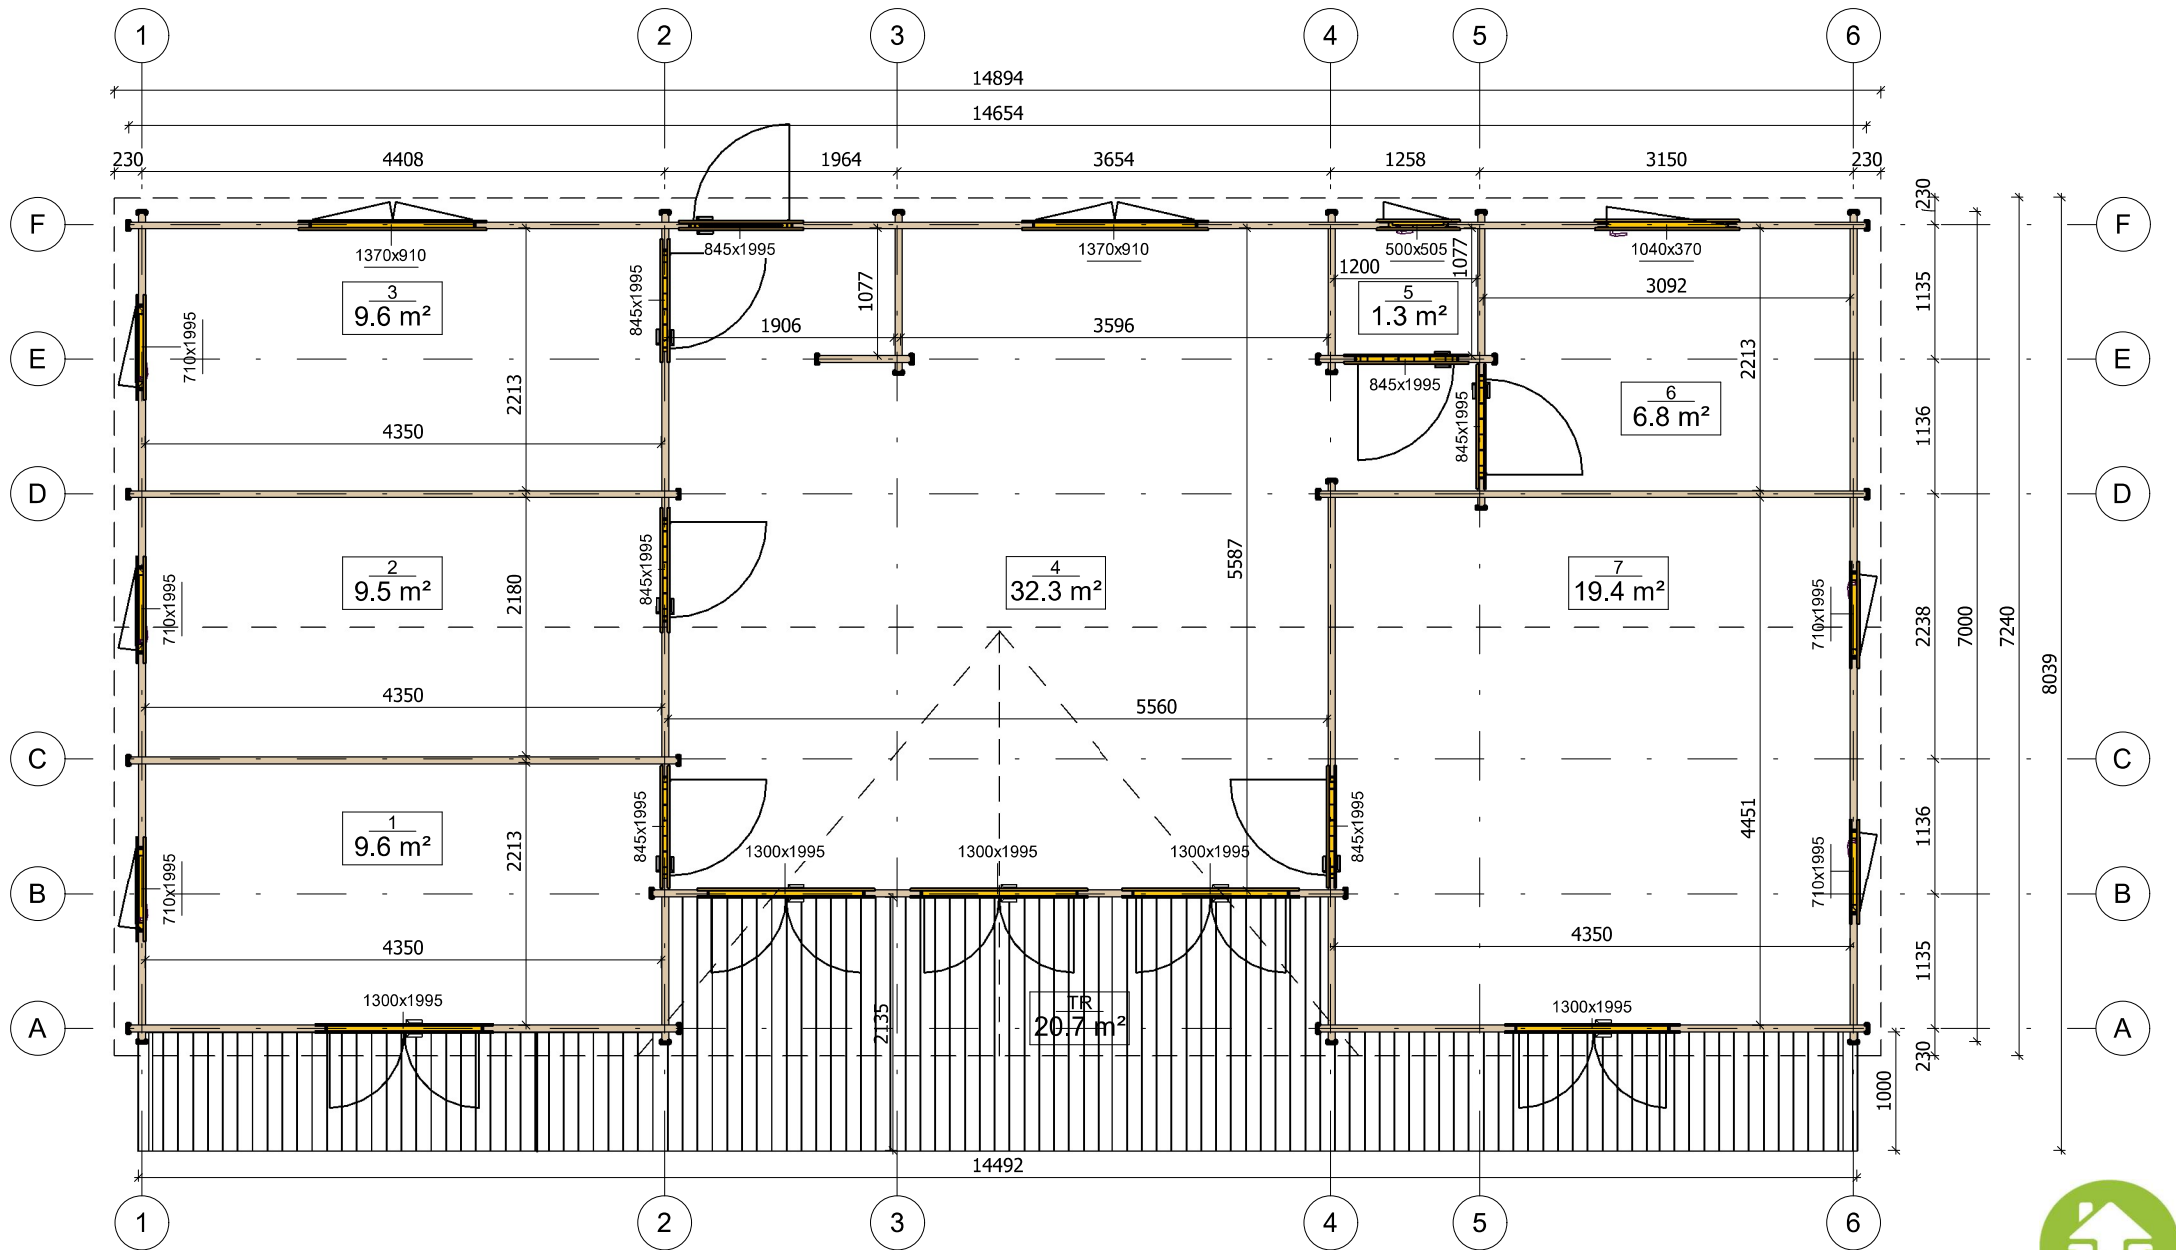 1 2 3 4 5 6
14894
14654
230 4408 1964 3654 1258 3150 230
F F
230
845x1995
1370x910 1370x910 500x505 1040x370
1077 1077
1200
3092
3
9.6 m²
5
1.3 m²
845x1995
710x1995
1906 3596
1135
E E
2213 2213
845x1995
845x1995
6
6.8 m²
1136
4350
D D
2
9.5 m²
4
32.3 m²
7
19.4 m²
2180
845x1995
5587
710x1995
710x1995
2238
7000
7240
8039
4350
5560
C C
1
9.6 m²
2213
845x1995
845x1995
4451
1136
1300x1995 1300x1995 1300x1995
710x1995
710x1995
B B
4350 4350
1135
1300x1995 1300x1995
TR
20.7 m²
2135
A A
230
1000
14492
1 2 3 4 5 6